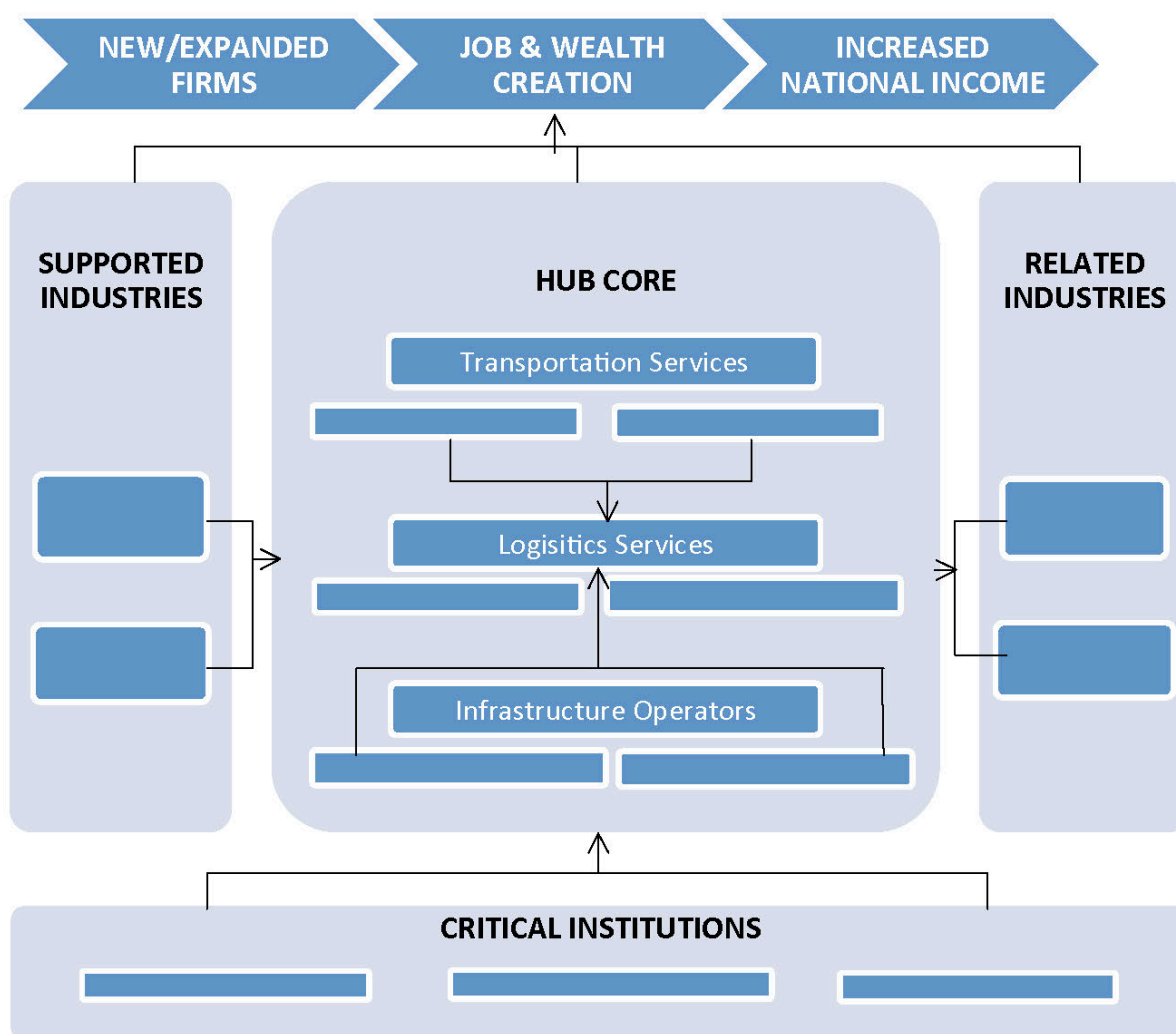 NEW/EXPANDED
FIRMS
JOB & WEALTH
CREATION
INCREASED
NATIONAL INCOME
SUPPORTED
INDUSTRIES
HUB CORE
RELATED
INDUSTRIES
Transportation Services
Logisitics Services
Infrastructure Operators
CRITICAL INSTITUTIONS